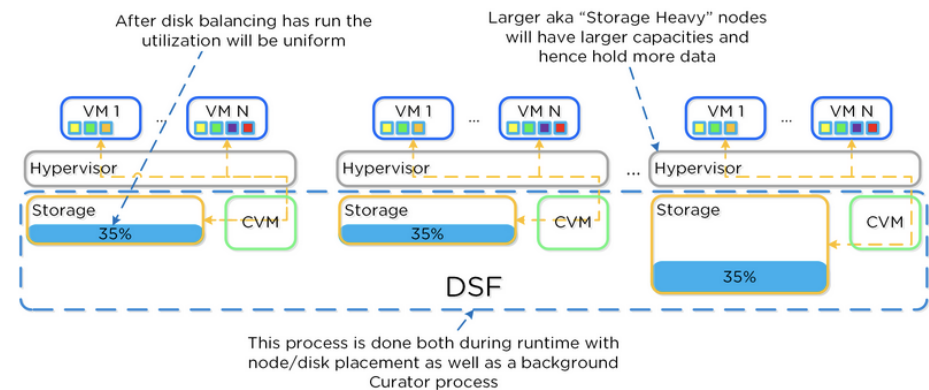 After disk balancing has run the
utilization will be uniform
Larger aka “Storage Heavy” nodes
will have larger capacities and
hence hold more data
VM 1
...
VM N
VM 1
...
VM N
VM 1
...
VM N
Hypervisor
Hypervisor
...
Hypervisor
Storage
35%
CVM
Storage
35%
CVM
Storage
35%
CVM
DSF
This process is done both during runtime with
node/disk placement as well as a background
Curator process